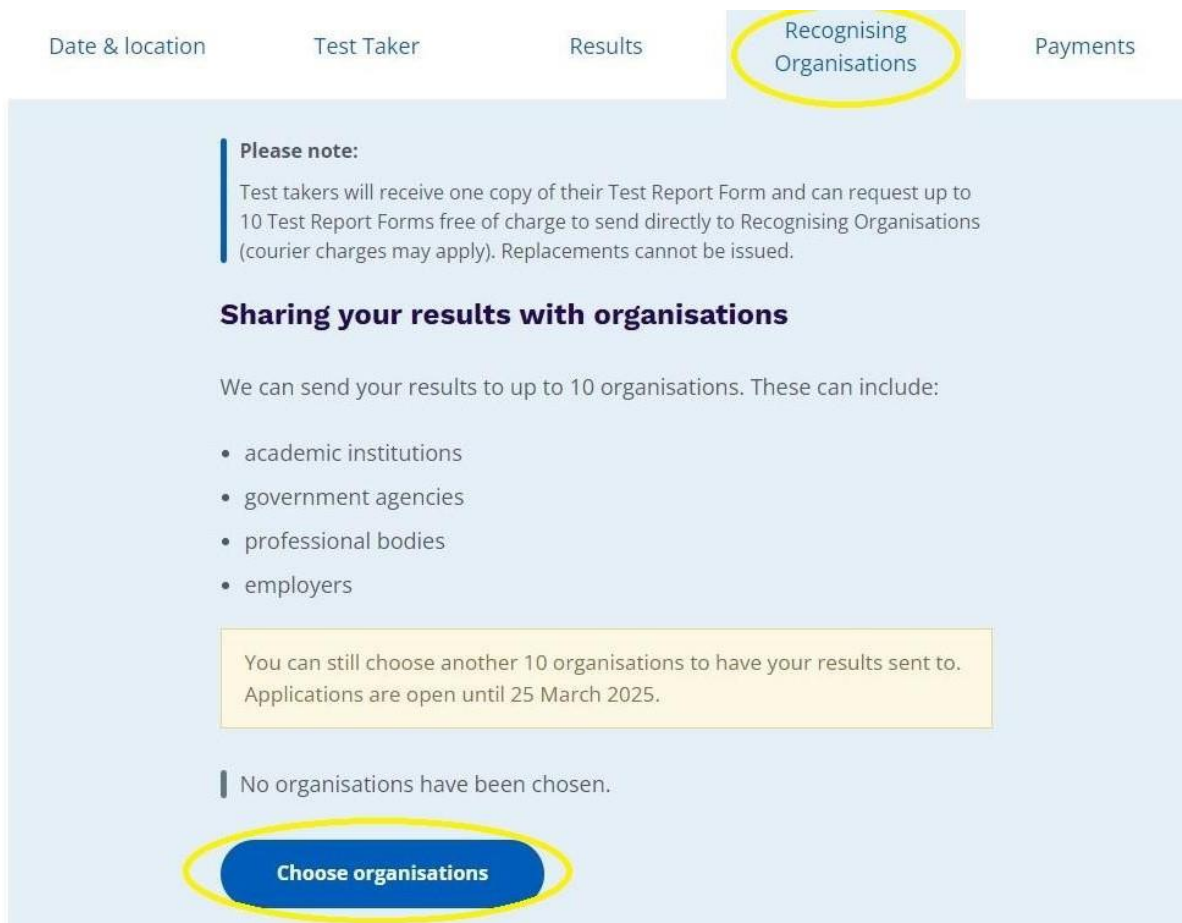 Date & location
Test Taker
Results
Recognising
Organisations
Payments
Please note:
Test takers will receive one copy of their Test Report Form and can request up to
10 Test Report Forms free of charge to send directly to Recognising Organisations
(courier charges may apply). Replacements cannot be issued.
Sharing your results with organisations
We can send your results to up to 10 organisations. These can include:
• academic institutions
• government agencies
• professional bodies
• employers
You can still choose another 10 organisations to have your results sent to.
Applications are open until 25 March 2025.
No organisations have been chosen.
Choose organisations